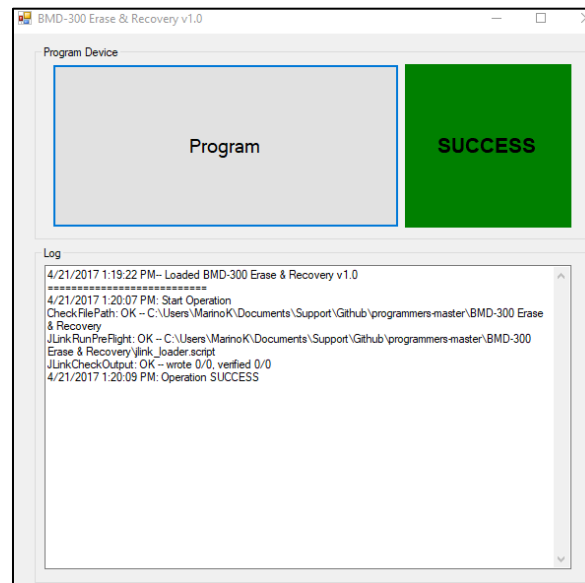 BMD-300 Erase & Recovery v1.0
Program Device
Program
SUCCESS
Log
4/21/2017 1:19:22 PM-- Loaded BMD-300 Erase & Recovery v1.0
===========================
4/21/2017 1:20:07 PM: Start Operation
CheckFilePath: OK -- C:\Users\MarinoK\Documents\Support\Github\programmers-master\BMD-300 Erase
& Recovery
JLinkRunPreFlight: OK -- C:\Users\MarinoK\Documents\Support\Github\programmers-master\BMD-300
Erase & Recovery\jlink_loader.script
JLinkCheckOutput: OK -- wrote 0/0, verified 0/0
4/21/2017 1:20:09 PM: Operation SUCCESS